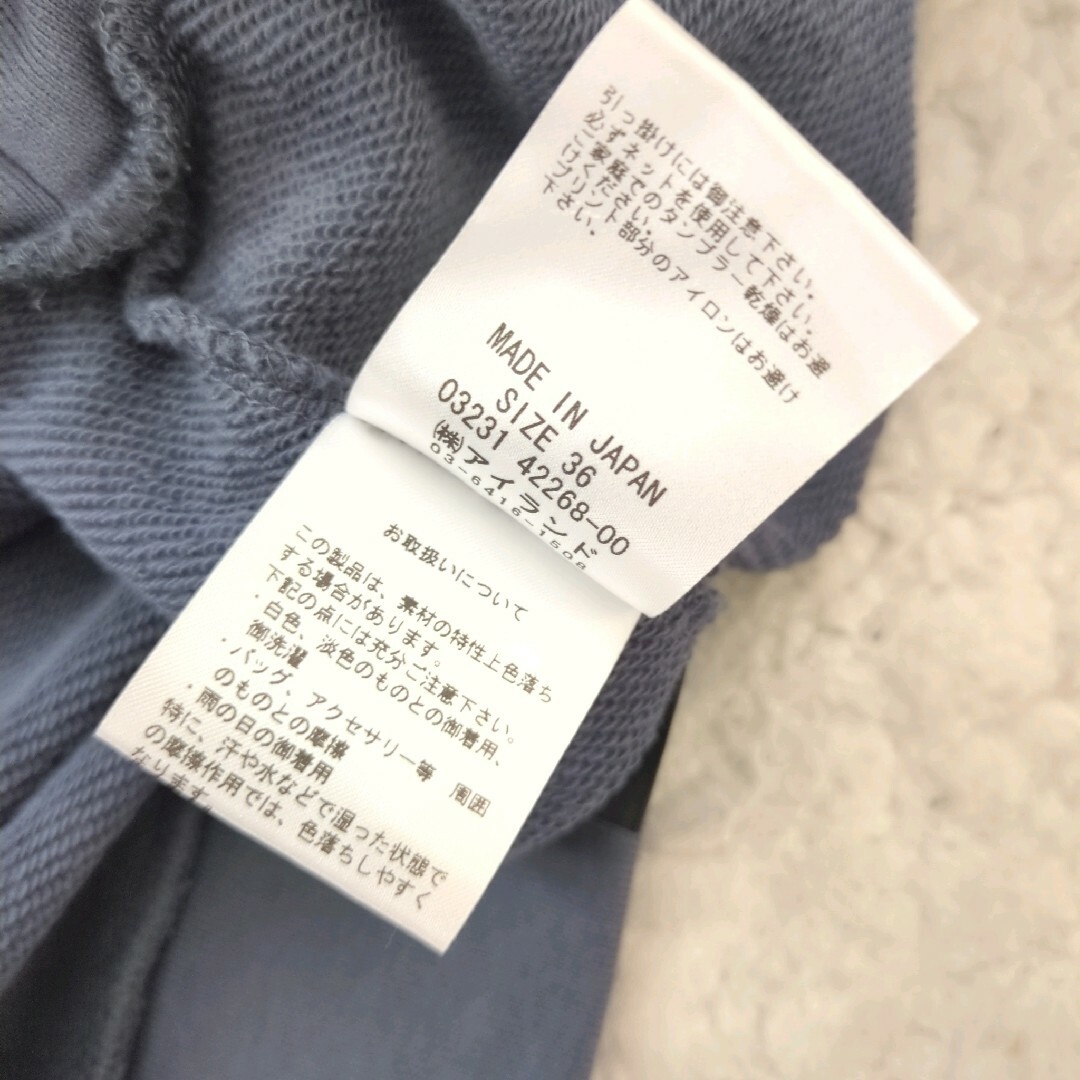 引っ掛けには御注意下さい。
必ずネットを使用して下さい。
ご家庭でのタンブラー乾燥はお避
けください。
プリント部分のアイロンはお避け
下さい。
MADE IN JAPAN
SIZE 36
03231 42268-00
(株)アイランド
03-6416-1508
お取扱いについて
この製品は、素材の特性上色落ち
する場合があります。
下記の点には充分ご注意下さい。
・白色、淡色のものとの御着用、
御洗濯
・バッグ、アクセサリー等 周囲
のものとの摩擦
・雨の日の御着用
特に、汗や水などで湿った状態で
の摩擦作用では、色落ちしやすく
なります。